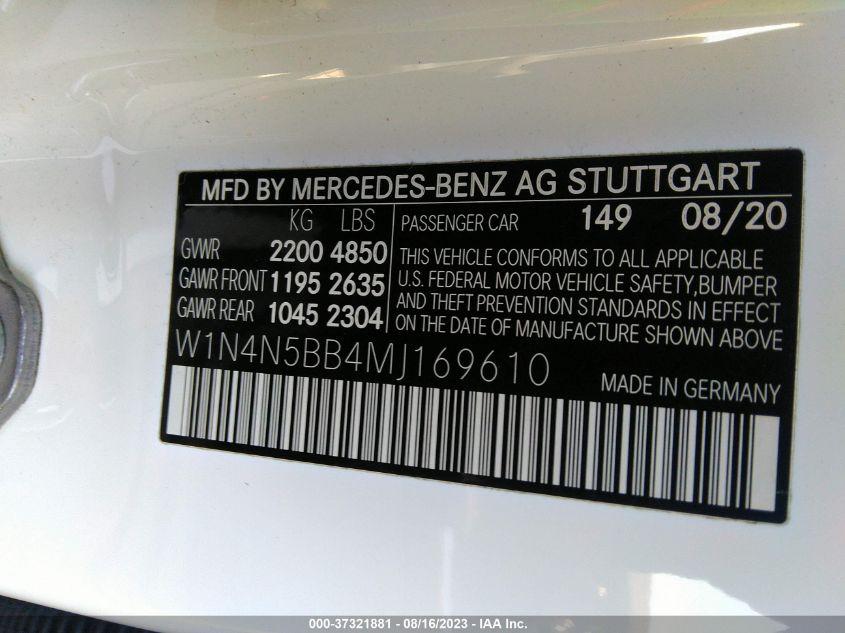 MFD BY MERCEDES-BENZ AG STUTTGART
KG LBS
GVWR 2200 4850
GAWR FRONT 1195 2635
GAWR REAR 1045 2304
PASSENGER CAR 149 08/20
THIS VEHICLE CONFORMS TO ALL APPLICABLE
U.S. FEDERAL MOTOR VEHICLE SAFETY,BUMPER
AND THEFT PREVENTION STANDARDS IN EFFECT
ON THE DATE OF MANUFACTURE SHOWN ABOVE
W1N4N5BB4MJ169610
MADE IN GERMANY
000-37321881 - 08/16/2023 - IAA Inc.